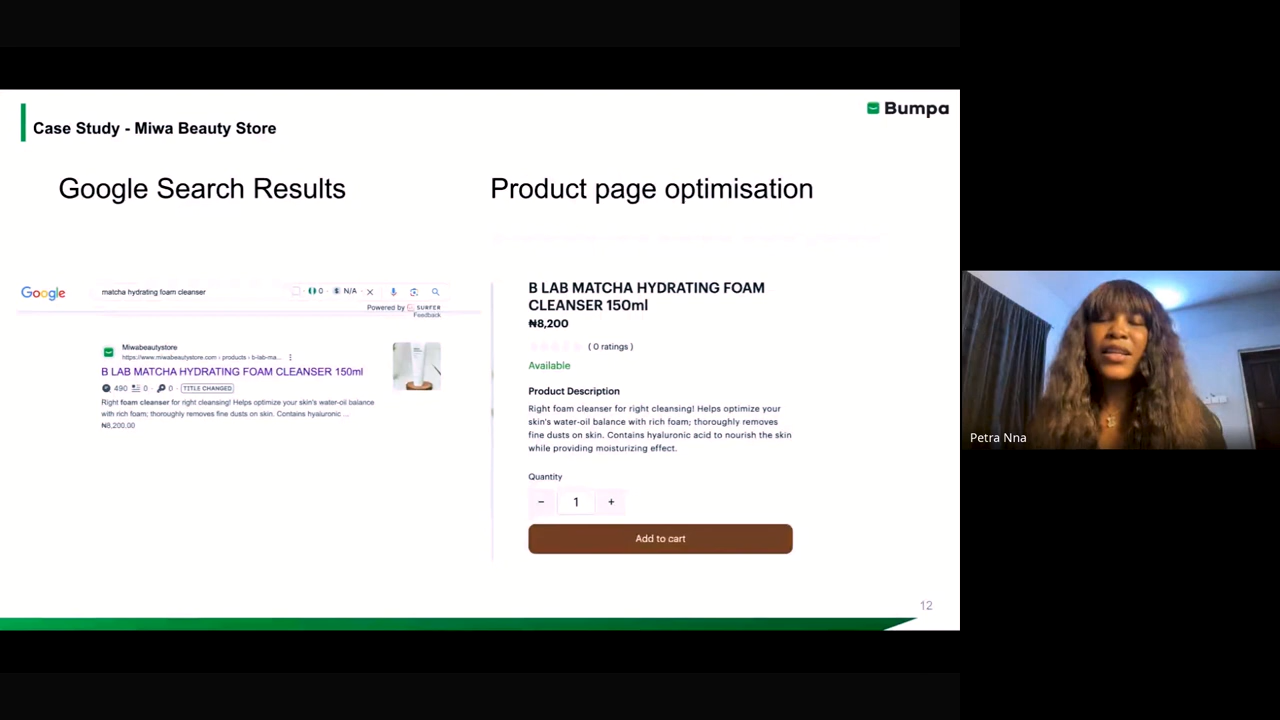 Bumpa
Case Study - Miwa Beauty Store
Google Search Results
Product page optimisation
Google
matcha hydrating foam cleanser
0
N/A
Powered by SURFER
Feedback
Miwabeautystore
https://www.miwabeautystore.com › products › b-lab-ma...
B LAB MATCHA HYDRATING FOAM CLEANSER 150ml
490 · 0 · 0 · TITLE CHANGED
Right foam cleanser for right cleansing! Helps optimize your skin's water-oil balance
with rich foam; thoroughly removes fine dusts on skin. Contains hyaluronic ...
₦8,200.00
B LAB MATCHA HYDRATING FOAM
CLEANSER 150ml
₦8,200
( 0 ratings )
Available
Product Description
Right foam cleanser for right cleansing! Helps optimize your
skin's water-oil balance with rich foam; thoroughly removes
fine dusts on skin. Contains hyaluronic acid to nourish the skin
while providing moisturizing effect.
Quantity
− 1 +
Add to cart
12
Petra Nna